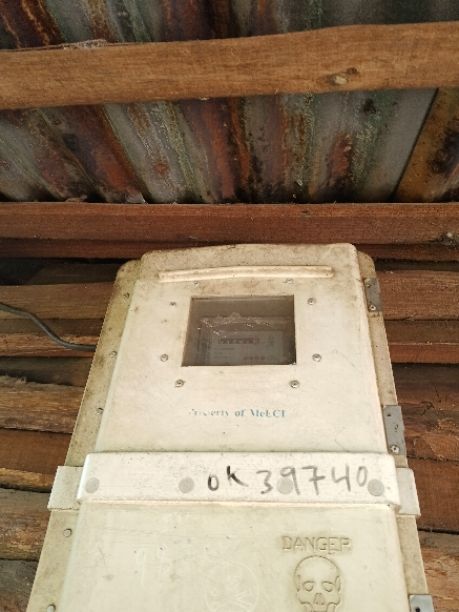 Property of MeECL
OK 39740
DANGER